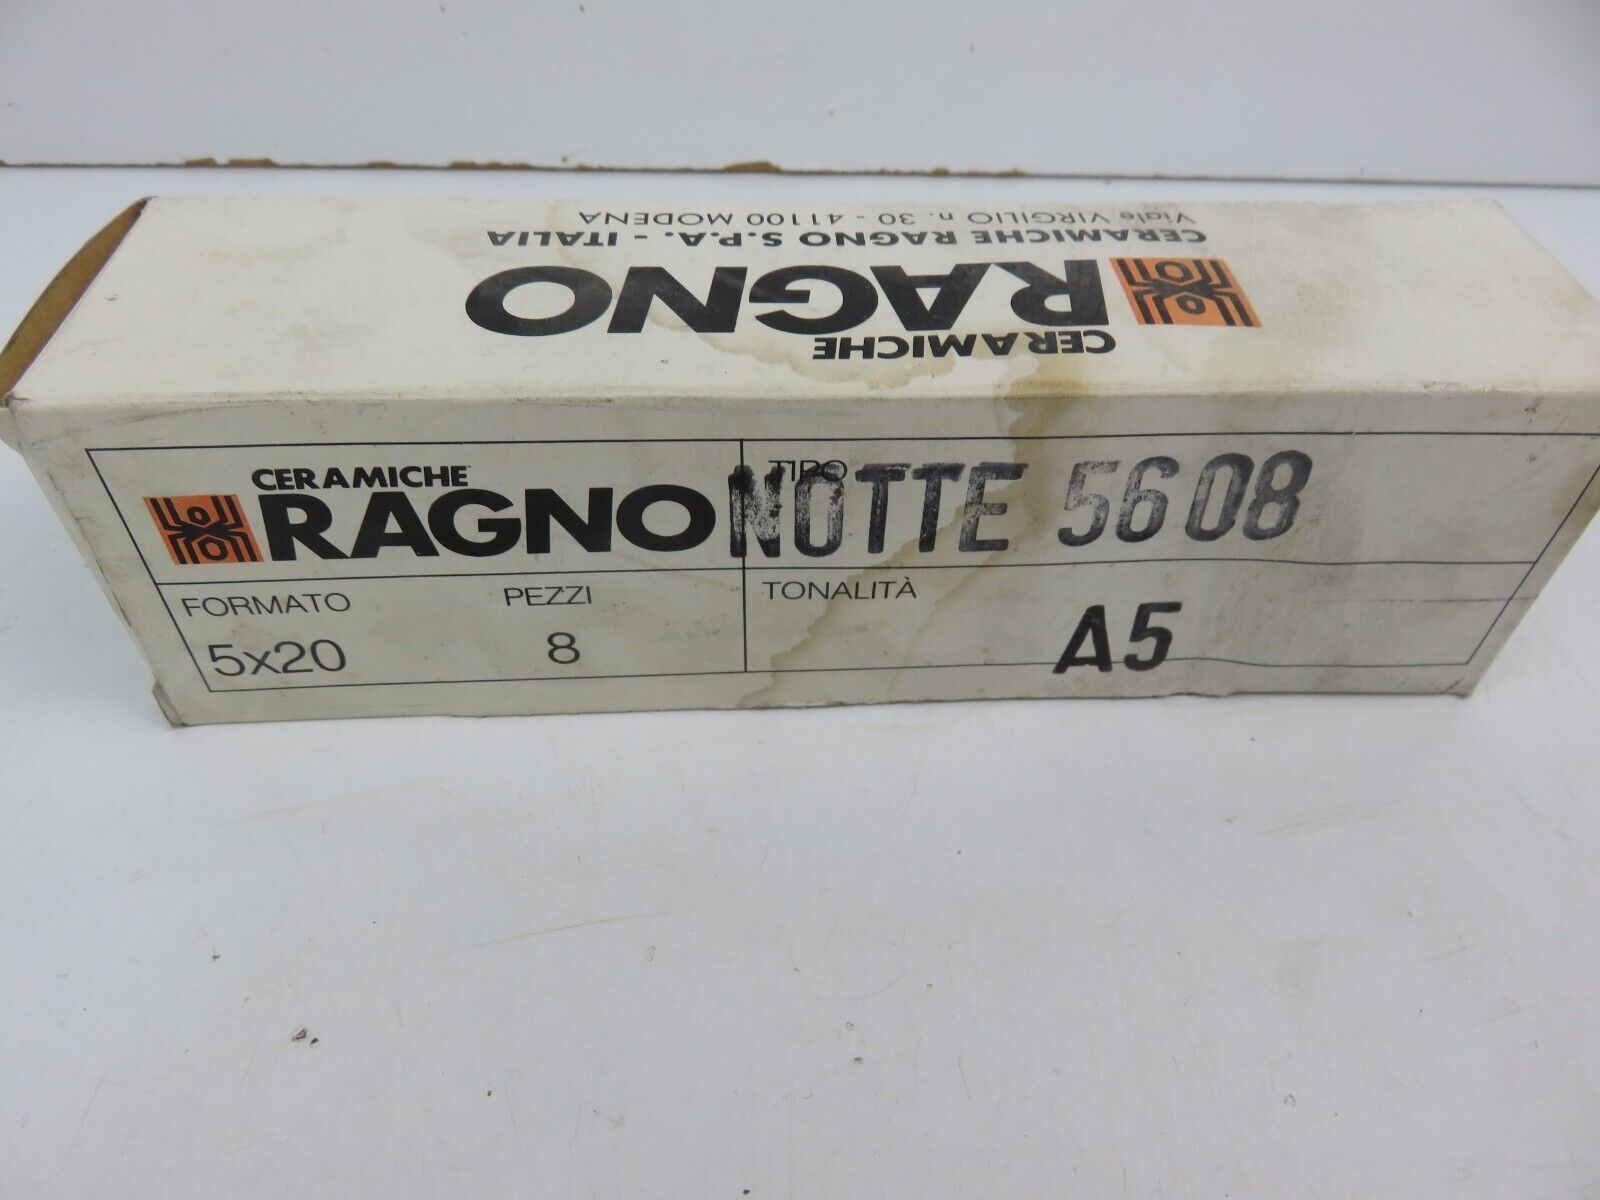 CERAMICHE
RAGNO
CERAMICHE RAGNO S.P.A. - ITALIA
Viale VIRGILIO n. 30 - 41100 MODENA
CERAMICHE
RAGNO
TIPO
NOTTE 5608
FORMATO
5x20
PEZZI
8
TONALITÀ
A5